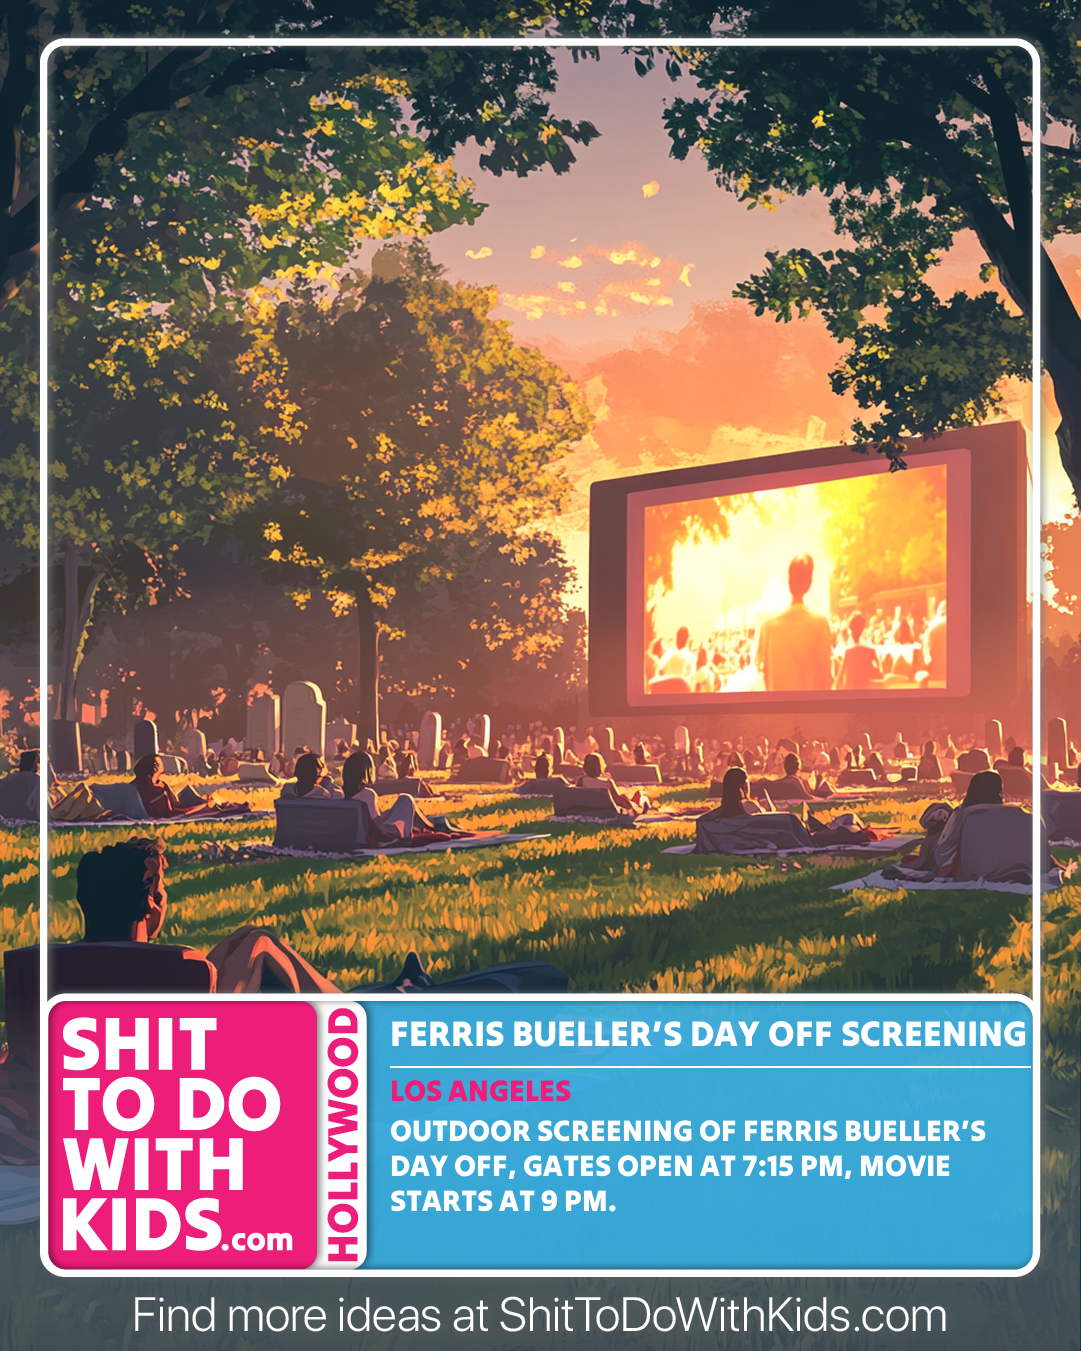 SHIT
TO DO
WITH
KIDS.com
HOLLYWOOD
FERRIS BUELLER’S DAY OFF SCREENING
LOS ANGELES
OUTDOOR SCREENING OF FERRIS BUELLER’S
DAY OFF, GATES OPEN AT 7:15 PM, MOVIE
STARTS AT 9 PM.
Find more ideas at ShitToDoWithKids.com